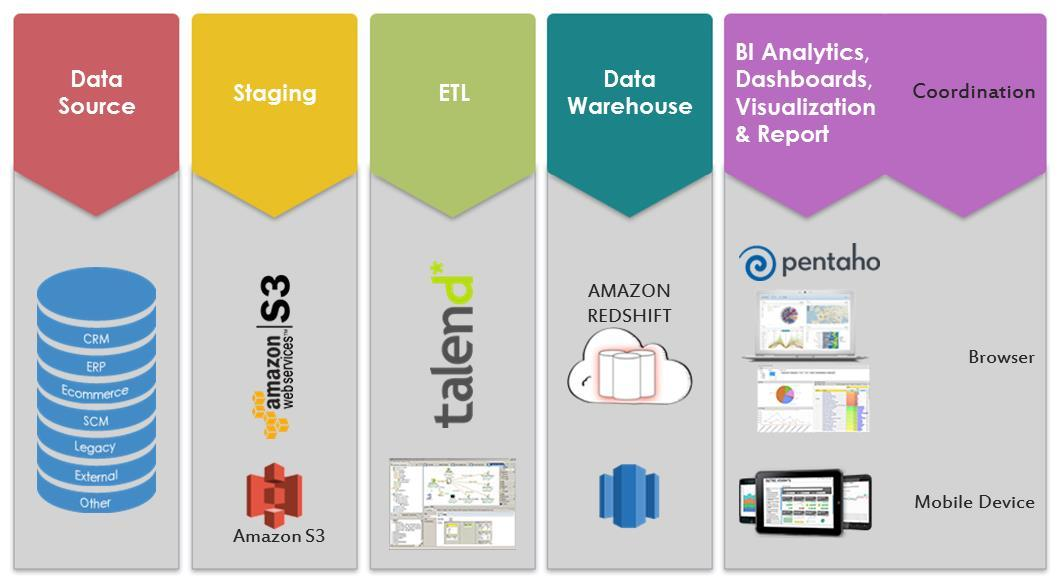 Data
Source
Staging
ETL
Data
Warehouse
BI Analytics,
Dashboards,
Visualization
& Report
Coordination
CRM
ERP
Ecommerce
SCM
Legacy
External
Other
amazon
webservices™
S3
Amazon S3
talend*
AMAZON
REDSHIFT
pentaho
Browser
Mobile Device